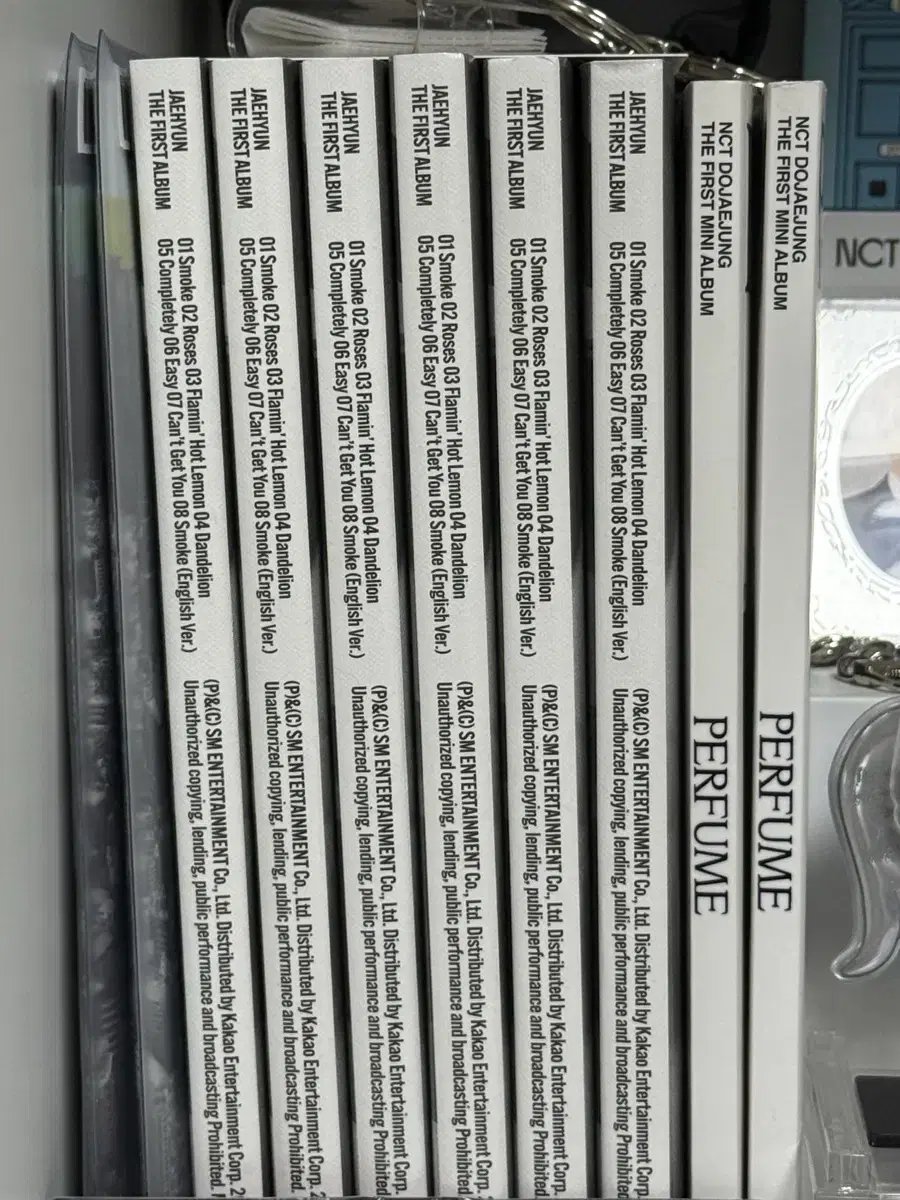 JAEHYUN
THE FIRST ALBUM
01 Smoke 02 Roses 03 Flamin' Hot Lemon 04 Dandelion
05 Completely 06 Easy 07 Can't Get You 08 Smoke (English Ver.)
(P)&(C) SM ENTERTAINMENT Co., Ltd. Distributed by Kakao Entertainment Corp. 2
Unauthorized copying, lending, public performance and broadcasting Prohibited.
JAEHYUN
THE FIRST ALBUM
01 Smoke 02 Roses 03 Flamin' Hot Lemon 04 Dandelion
05 Completely 06 Easy 07 Can't Get You 08 Smoke (English Ver.)
(P)&(C) SM ENTERTAINMENT Co., Ltd. Distributed by Kakao Entertainment Corp. 2
Unauthorized copying, lending, public performance and broadcasting Prohibited.
JAEHYUN
THE FIRST ALBUM
01 Smoke 02 Roses 03 Flamin' Hot Lemon 04 Dandelion
05 Completely 06 Easy 07 Can't Get You 08 Smoke (English Ver.)
(P)&(C) SM ENTERTAINMENT Co., Ltd. Distributed by Kakao Entertainment Corp.
Unauthorized copying, lending, public performance and broadcasting Prohibited
JAEHYUN
THE FIRST ALBUM
01 Smoke 02 Roses 03 Flamin' Hot Lemon 04 Dandelion
05 Completely 06 Easy 07 Can't Get You 08 Smoke (English Ver.)
(P)&(C) SM ENTERTAINMENT Co., Ltd. Distributed by Kakao Entertainment Corp.
Unauthorized copying, lending, public performance and broadcasting Prohibited.
JAEHYUN
THE FIRST ALBUM
01 Smoke 02 Roses 03 Flamin' Hot Lemon 04 Dandelion
05 Completely 06 Easy 07 Can't Get You 08 Smoke (English Ver.)
(P)&(C) SM ENTERTAINMENT Co., Ltd. Distributed by Kakao Entertainment Corp.
Unauthorized copying, lending, public performance and broadcasting Prohibited.
JAEHYUN
THE FIRST ALBUM
01 Smoke 02 Roses 03 Flamin' Hot Lemon 04 Dandelion
05 Completely 06 Easy 07 Can't Get You 08 Smoke (English Ver.)
(P)&(C) SM ENTERTAINMENT Co., Ltd. Distributed by Kakao Entertainment Corp.
Unauthorized copying, lending, public performance and broadcasting Prohibited
NCT DOJAEJUNG
THE FIRST MINI ALBUM
PERFUME
NCT DOJAEJUNG
THE FIRST MINI ALBUM
PERFUME
NCT